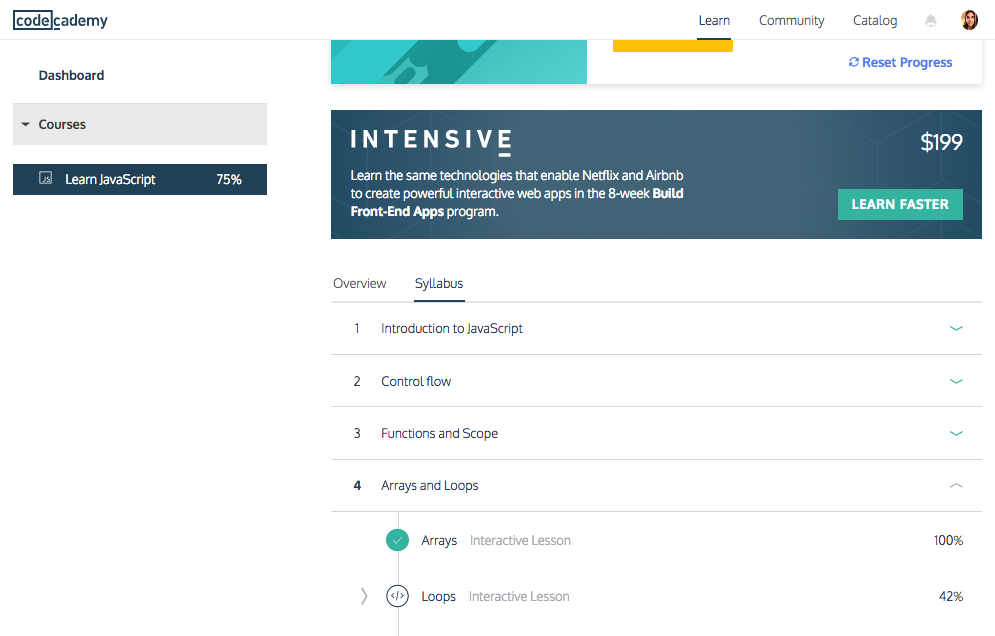 codecademy
Learn Community Catalog
Dashboard
Courses
JS Learn JavaScript 75%
Reset Progress
INTENSIVE
$199
Learn the same technologies that enable Netflix and Airbnb
to create powerful interactive web apps in the 8-week Build
Front-End Apps program.
LEARN FASTER
Overview Syllabus
1 Introduction to JavaScript
2 Control flow
3 Functions and Scope
4 Arrays and Loops
Arrays Interactive Lesson 100%
</> Loops Interactive Lesson 42%